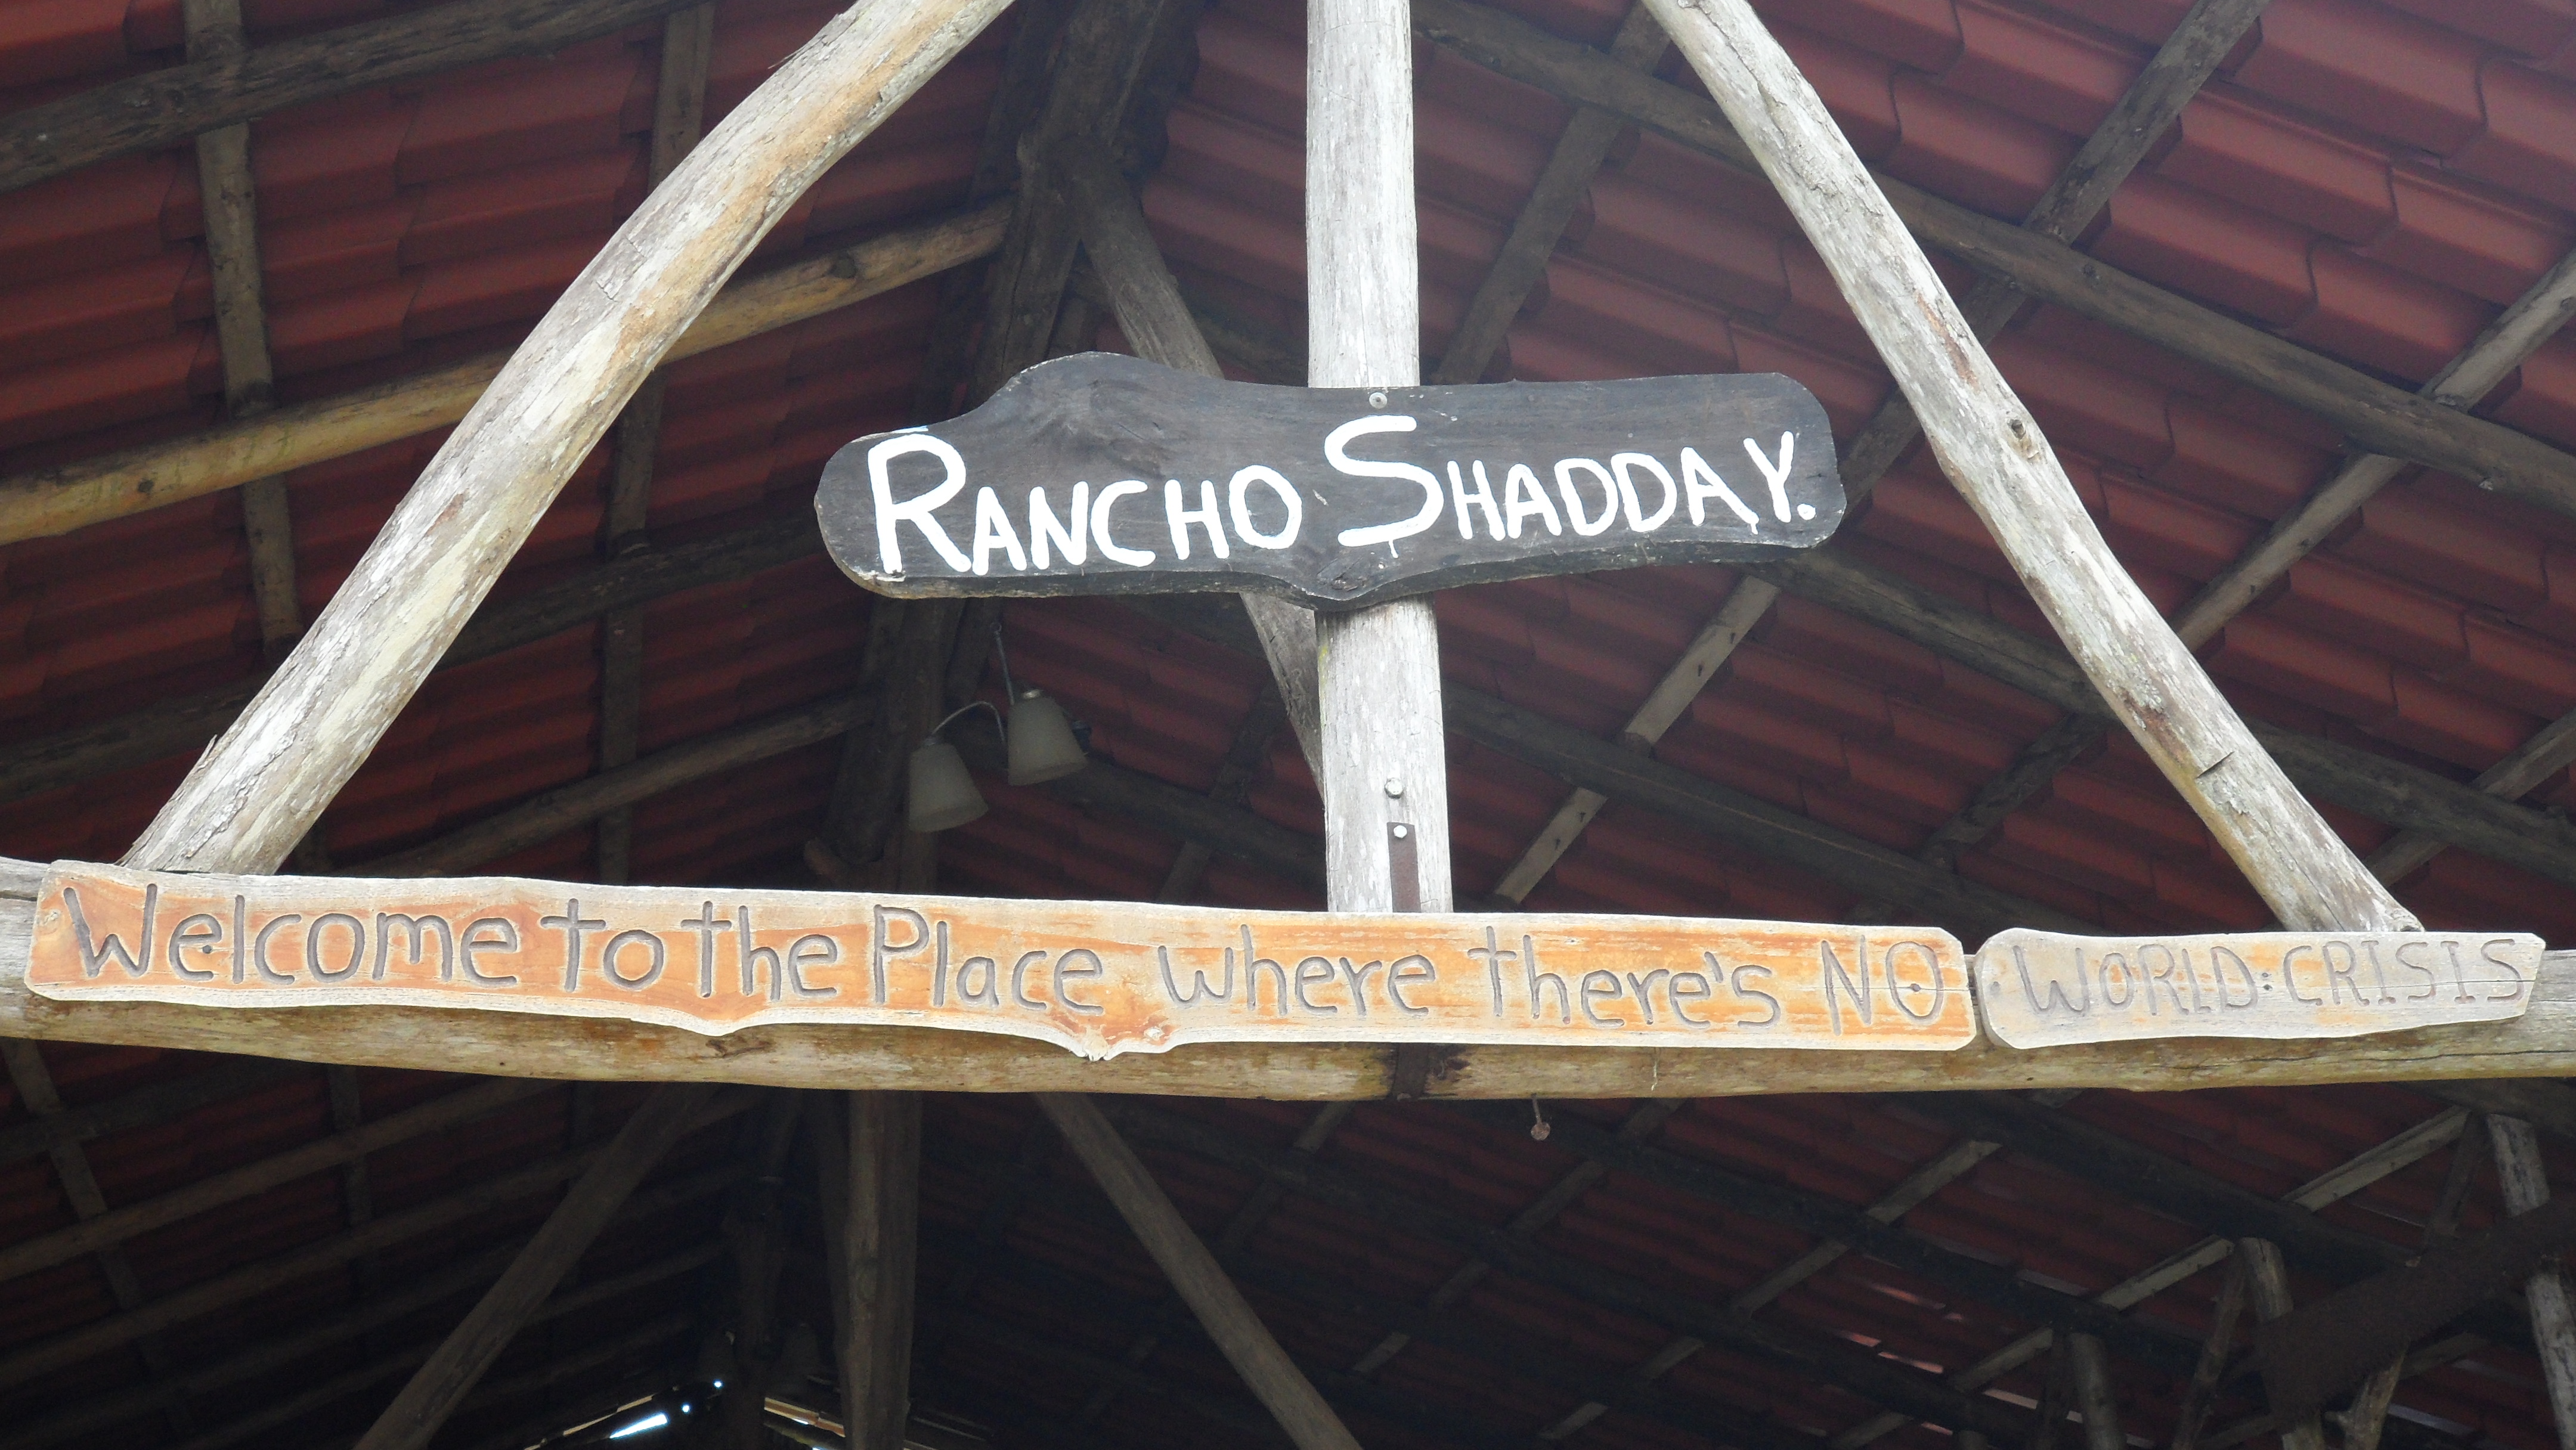 RANCHO SHADDAY.
Welcome to the Place where there's NO WORLD CRISIS